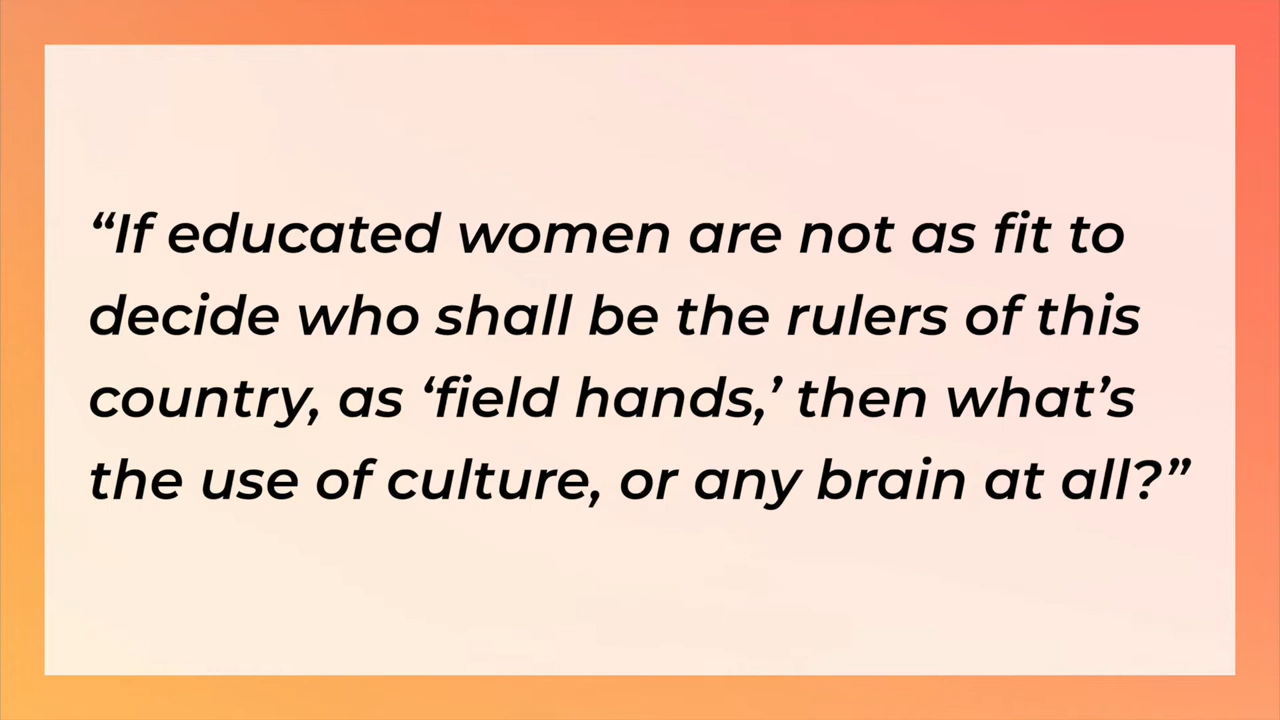 “If educated women are not as fit to
decide who shall be the rulers of this
country, as ‘field hands,’ then what’s
the use of culture, or any brain at all?”